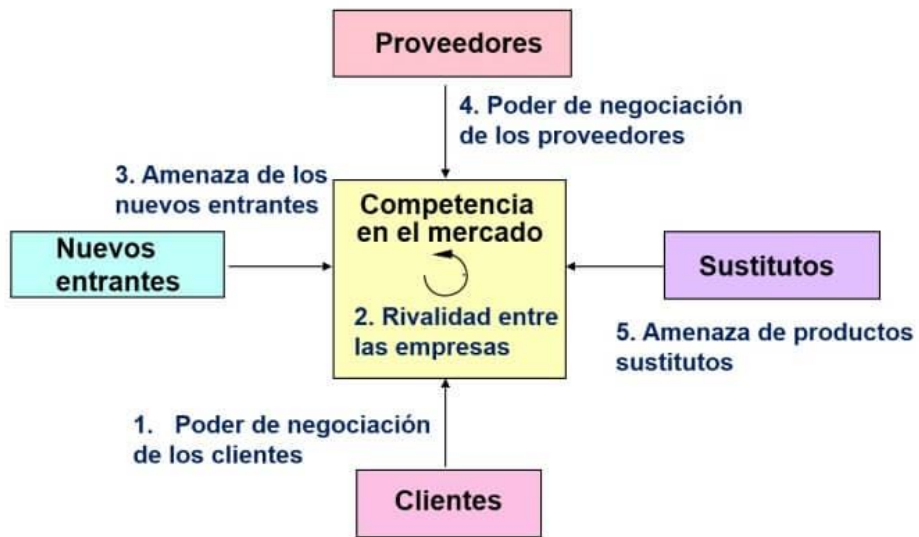 Proveedores
4. Poder de negociación
de los proveedores
3. Amenaza de los
nuevos entrantes
Competencia
en el mercado
Nuevos
entrantes
Sustitutos
2. Rivalidad entre
las empresas
5. Amenaza de productos
sustitutos
1. Poder de negociación
de los clientes
Clientes